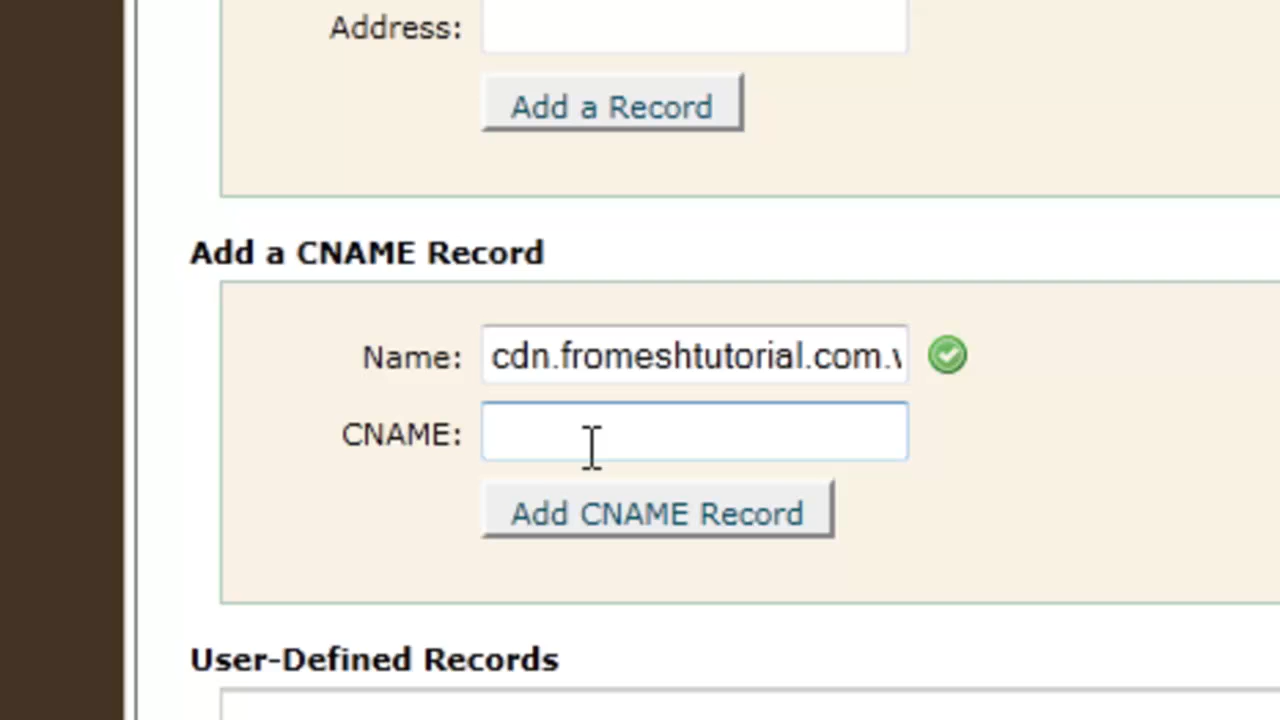 Address:
Add a Record
Add a CNAME Record
Name: cdn.fromeshtutorial.com.
CNAME:
Add CNAME Record
User-Defined Records